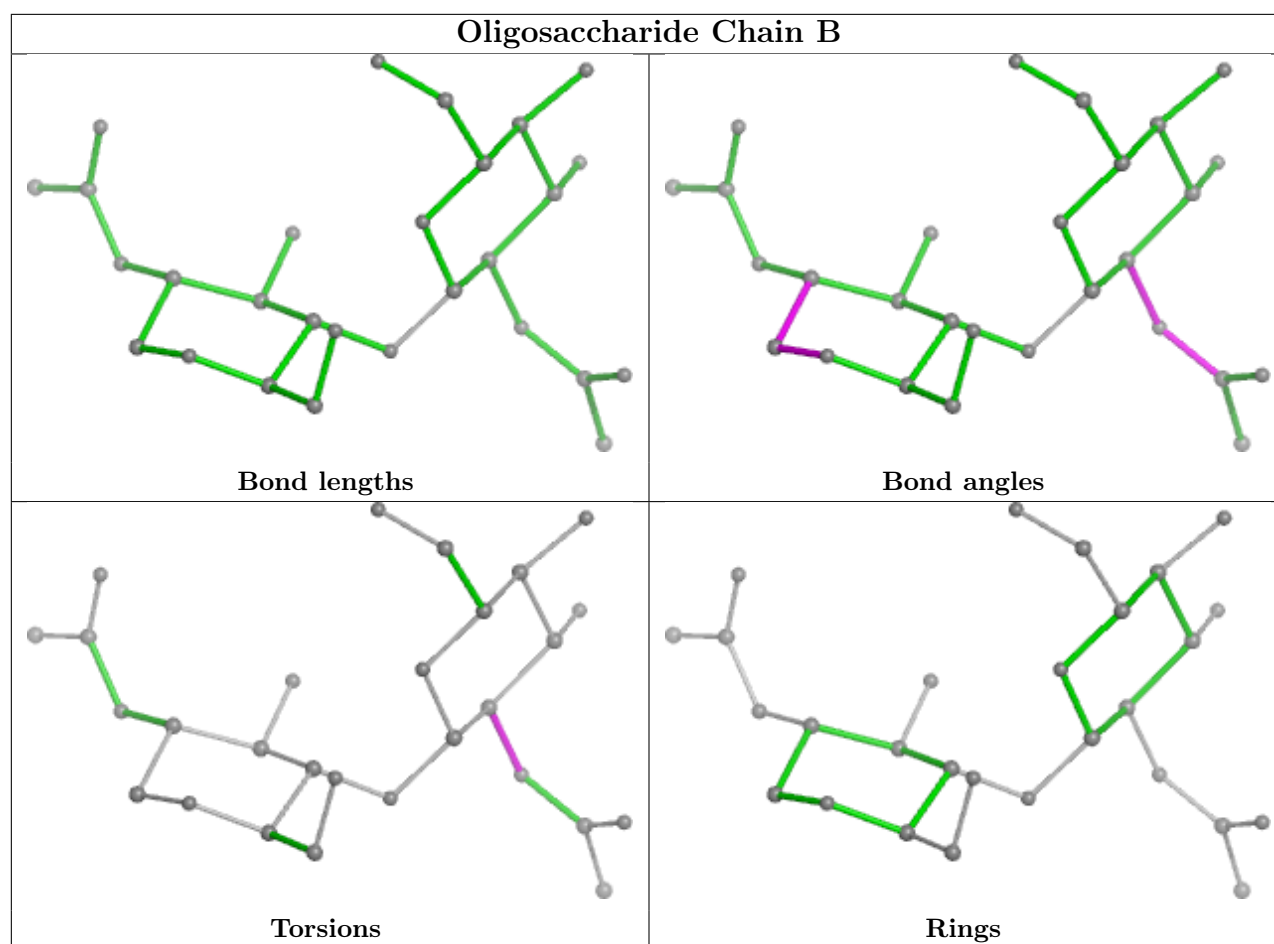 Oligosaccharide Chain B
Bond lengths
Bond angles
Torsions
Rings